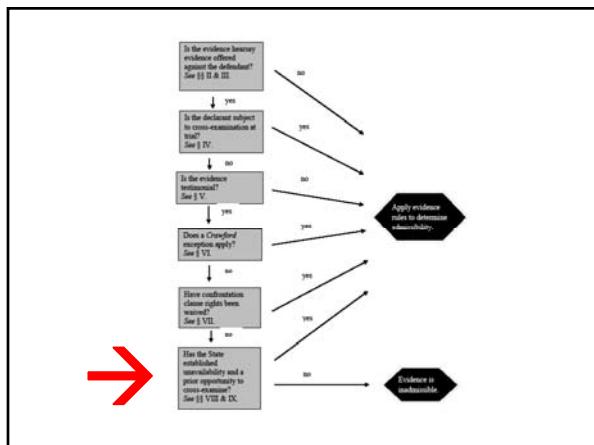 Is the evidence hearsay
evidence offered
against the defendant?
See §§ II & III.
no
yes
Is the declarant subject
to cross-examination at
trial?
See § IV.
yes
no
Is the evidence
testimonial?
See § V.
no
yes
Apply evidence
rules to determine
admissibility.
Does a Crawford
exception apply?
See § VI.
yes
no
Have confrontation
clause rights been
waived?
See § VII.
yes
no
yes
Has the State
established
unavailability and a
prior opportunity to
cross-examine?
See §§ VIII & IX.
no
Evidence is
inadmissible.